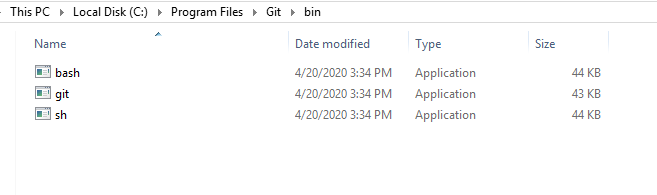 This PC > Local Disk (C:) > Program Files > Git > bin
Name Date modified Type Size
bash 4/20/2020 3:34 PM Application 44 KB
git 4/20/2020 3:34 PM Application 43 KB
sh 4/20/2020 3:34 PM Application 44 KB